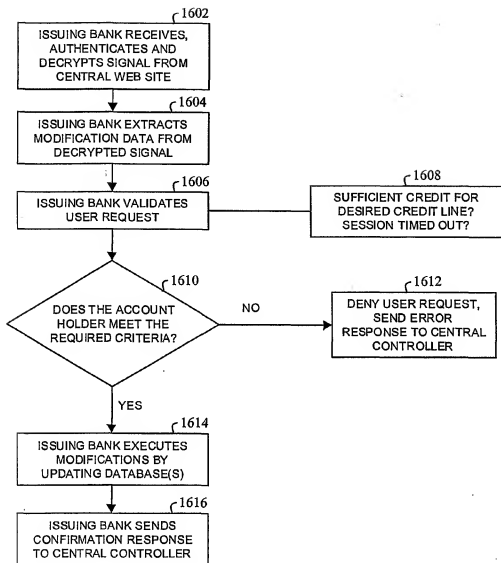 1602
ISSUING BANK RECEIVES,
AUTHENTICATES AND
DECRYPTS SIGNAL FROM
CENTRAL WEB SITE
1604
ISSUING BANK EXTRACTS
MODIFICATION DATA FROM
DECRYPTED SIGNAL
1606
ISSUING BANK VALIDATES
USER REQUEST
1608
SUFFICIENT CREDIT FOR
DESIRED CREDIT LINE?
SESSION TIMED OUT?
1610
DOES THE ACCOUNT
HOLDER MEET THE
REQUIRED CRITERIA?
NO
1612
DENY USER REQUEST,
SEND ERROR
RESPONSE TO CENTRAL
CONTROLLER
YES
1614
ISSUING BANK EXECUTES
MODIFICATIONS BY
UPDATING DATABASE(S)
1616
ISSUING BANK SENDS
CONFIRMATION RESPONSE
TO CENTRAL CONTROLLER